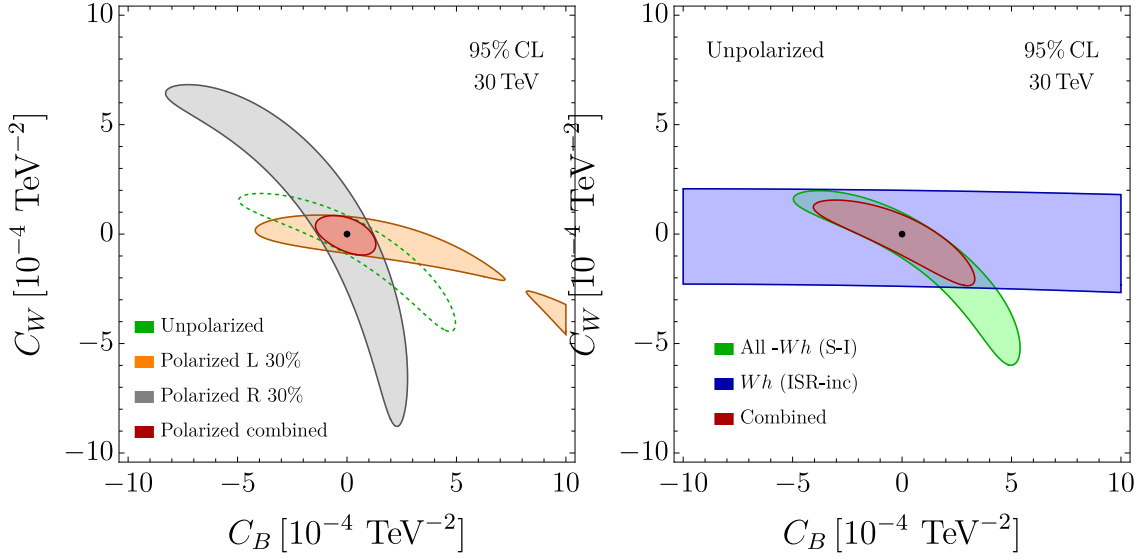 10
5
0
−5
−10
−10
−5
0
5
10
C_W [10^{−4} TeV^{−2}]
C_B [10^{−4} TeV^{−2}]
95% CL
30 TeV
Unpolarized
Polarized L 30%
Polarized R 30%
Polarized combined
10
5
0
−5
−10
−10
−5
0
5
10
C_W [10^{−4} TeV^{−2}]
C_B [10^{−4} TeV^{−2}]
Unpolarized
95% CL
30 TeV
All -Wh (S-I)
Wh (ISR-inc)
Combined